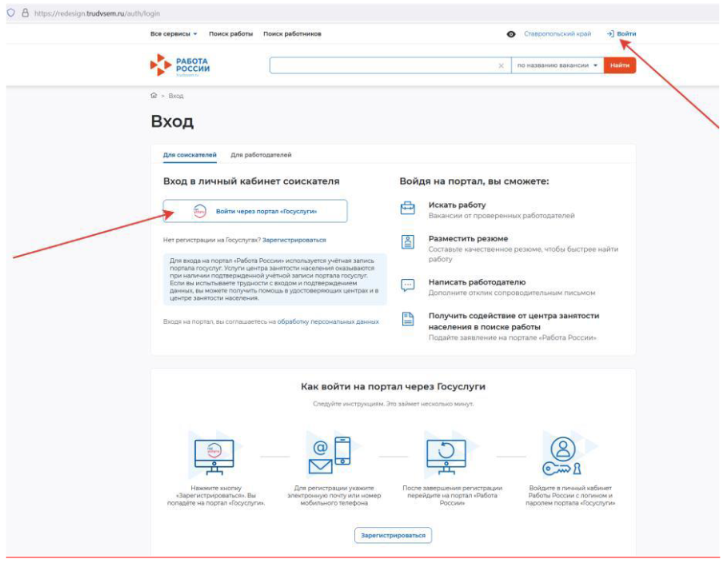 https://redesign.trudvsem.ru/auth/login
Все сервисы Поиск работы Поиск работников Ставропольский край Войти
РАБОТА
РОССИИ
по названию вакансии Найти
Вход
Вход
Для соискателей Для работодателей
Вход в личный кабинет соискателя
Войти через портал «Госуслуги»
Нет регистрации на Госуслугах? Зарегистрироваться
Для входа на портал «Работа России» используется учётная запись
портала госуслуг. Услуги центра занятости населения оказываются
при наличии подтвержденной учётной записи портала госуслуг.
Если вы испытываете трудности с входом и подтверждением
данных, вы можете получить помощь в удостоверяющих центрах и в
центре занятости населения.
Входя на портал, вы соглашаетесь на обработку персональных данных
Войдя на портал, вы сможете:
Искать работу
Вакансии от проверенных работодателей
Разместить резюме
Составьте качественное резюме, чтобы быстрее найти
работу
Написать работодателю
Дополните отклик сопроводительным письмом
Получить содействие от центра занятости
населения в поиске работы
Подайте заявление на портале «Работа России»
Как войти на портал через Госуслуги
Следуйте инструкциям. Это займет несколько минут.
Нажмите кнопку
«Зарегистрироваться». Вы
попадёте на портал «Госуслуги».
Для регистрации укажите
электронную почту или номер
мобильного телефона
После завершения регистрации
перейдите на портал «Работа
России»
Войдите в личный кабинет
Работы России с логином и
паролем портала «Госуслуги»
Зарегистрироваться